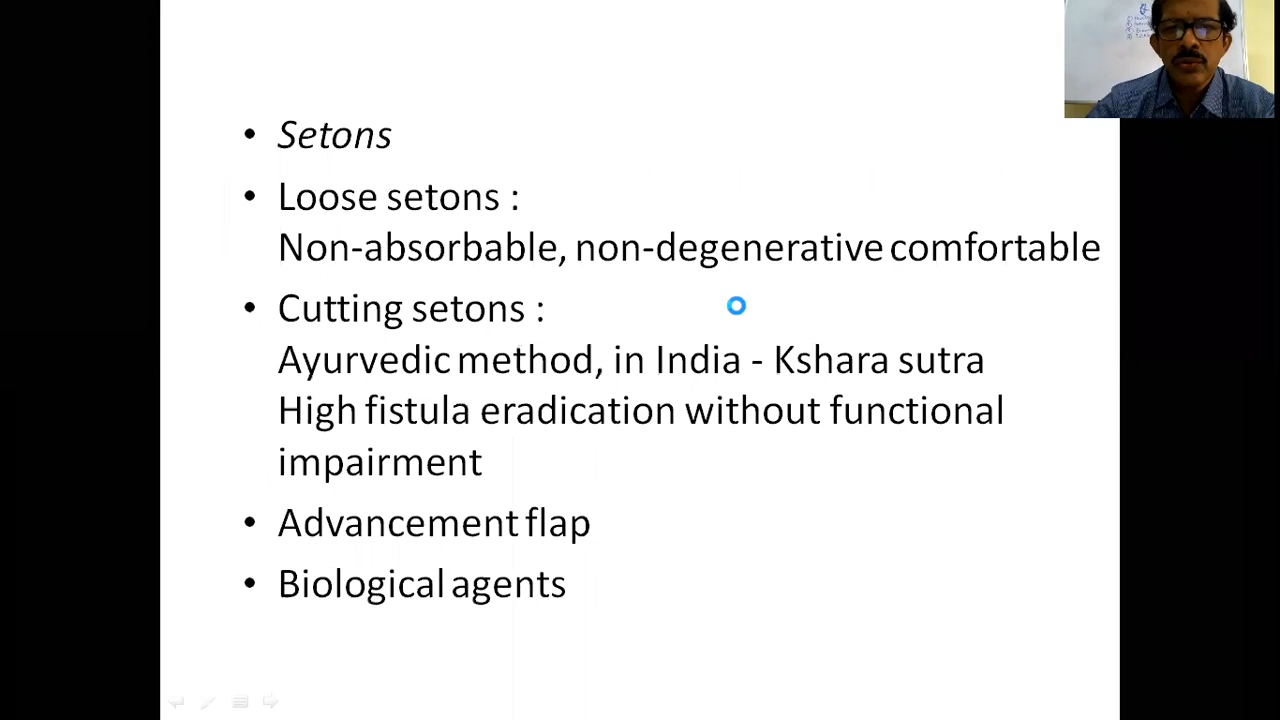 • Setons
• Loose setons :
Non-absorbable, non-degenerative comfortable
• Cutting setons :
Ayurvedic method, in India - Kshara sutra
High fistula eradication without functional
impairment
• Advancement flap
• Biological agents